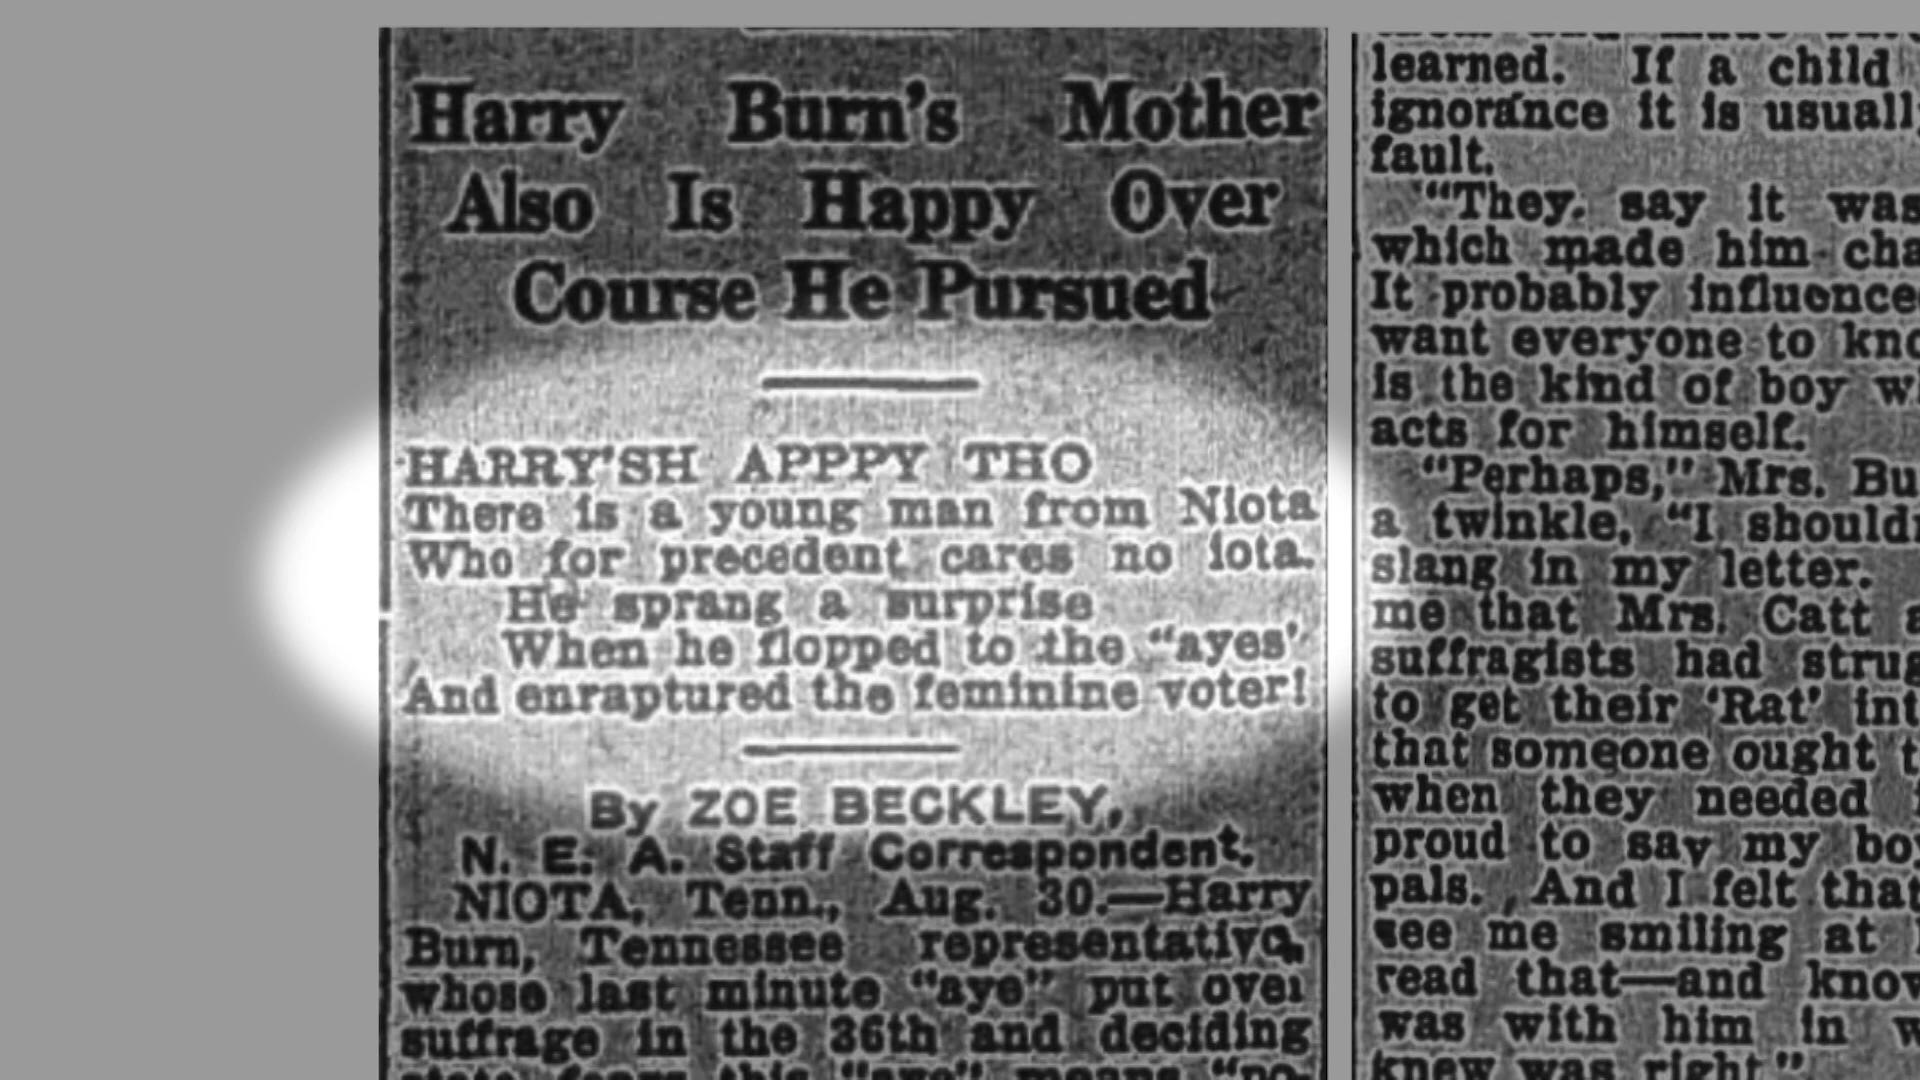 Harry Burn's Mother
Also Is Happy Over
Course He Pursued
HARRY'SH APPPY THO
There is a young man from Niota
Who for precedent cares no iota.
He sprang a surprise
When he flopped to the "ayes"
And enraptured the feminine voter!
By ZOE BECKLEY,
N. E. A. Staff Correspondent.
NIOTA, Tenn., Aug. 30.—Harry
Burn, Tennessee representative,
whose last minute "aye" put over
suffrage in the 36th and deciding
learned. If a child
ignorance it is usuall
fault.
"They say it was
which made him cha
It probably influence
want everyone to kno
is the kind of boy w
acts for himself.
"Perhaps," Mrs. Bu
a twinkle, "I should
slang in my letter.
me that Mrs. Catt a
suffragists had strug
to get their 'Rat' int
that someone ought t
when they needed
proud to say my boy
pals. And I felt that
see me smiling at
read that—and know
was with him in w
knew was right"